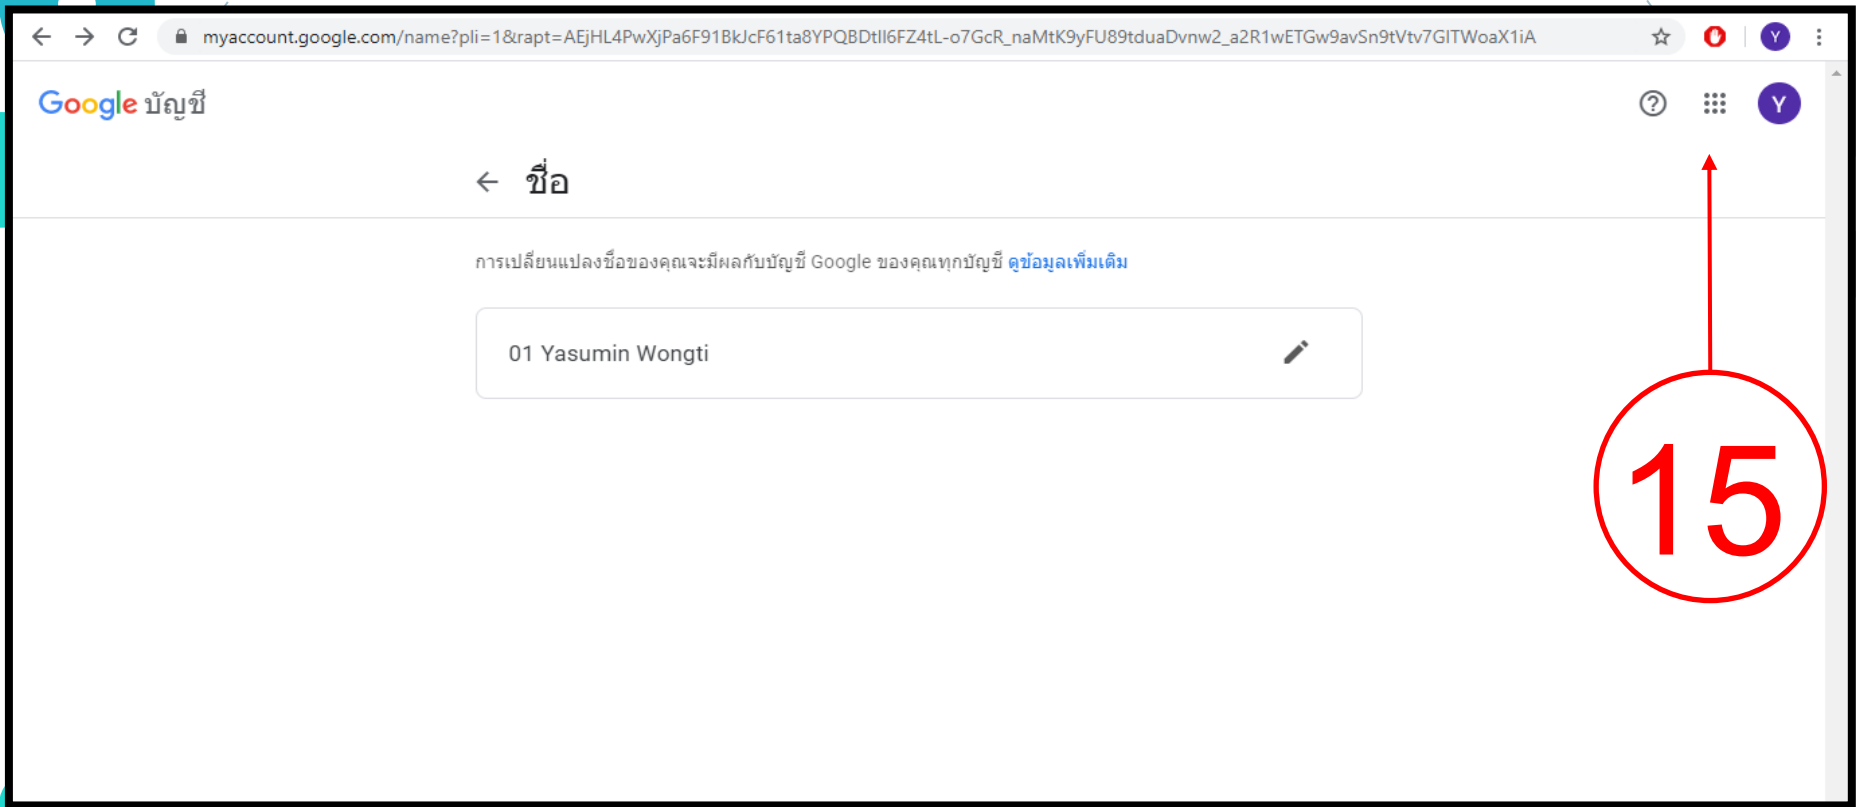 myaccount.google.com/name?pli=1&rapt=AEjHL4PwXjPa6F91BkJcF61ta8YPQBDtIl6FZ4tL-o7GcR_naMtK9yFU89tduaDvnw2_a2R1wETGw9avSn9tVtv7GITWoaX1iA
Y
Google บัญชี
Y
ชื่อ
การเปลี่ยนแปลงชื่อของคุณจะมีผลกับบัญชี Google ของคุณทุกบัญชี ดูข้อมูลเพิ่มเติม
01 Yasumin Wongti
15